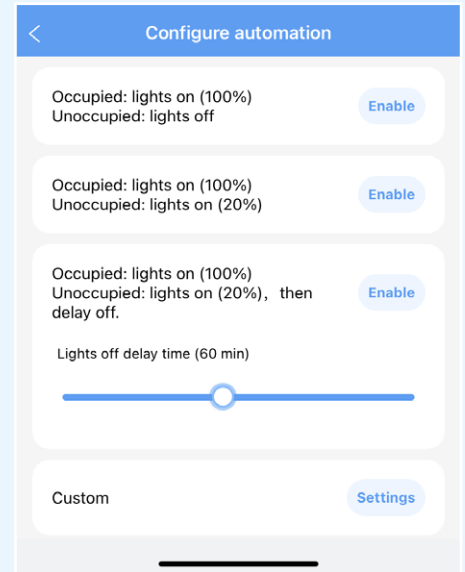 Configure automation
Occupied: lights on (100%)
Unoccupied: lights off
Enable
Occupied: lights on (100%)
Unoccupied: lights on (20%)
Enable
Occupied: lights on (100%)
Unoccupied: lights on (20%)，then
delay off.
Enable
Lights off delay time (60 min)
Custom
Settings